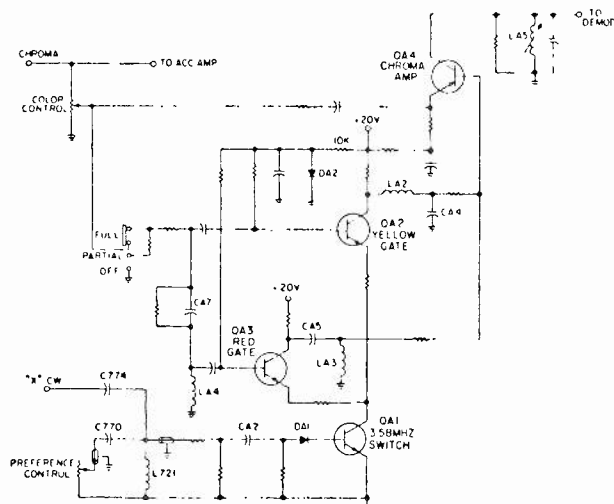 TO DEMOD
LA5
QA4
CHROMA
AMP
CHROMA
TO ACC AMP
COLOR
CONTROL
+20V
10K
DA2
LA2
CA4
QA2
YELLOW
GATE
FULL
PARTIAL
OFF
+20V
CA7
QA3
RED
GATE
CA5
LA3
LA4
"X" CW
C774
C770
CA2
DA1
QA1
3.58MHZ
SWITCH
PREFERENCE
CONTROL
L721